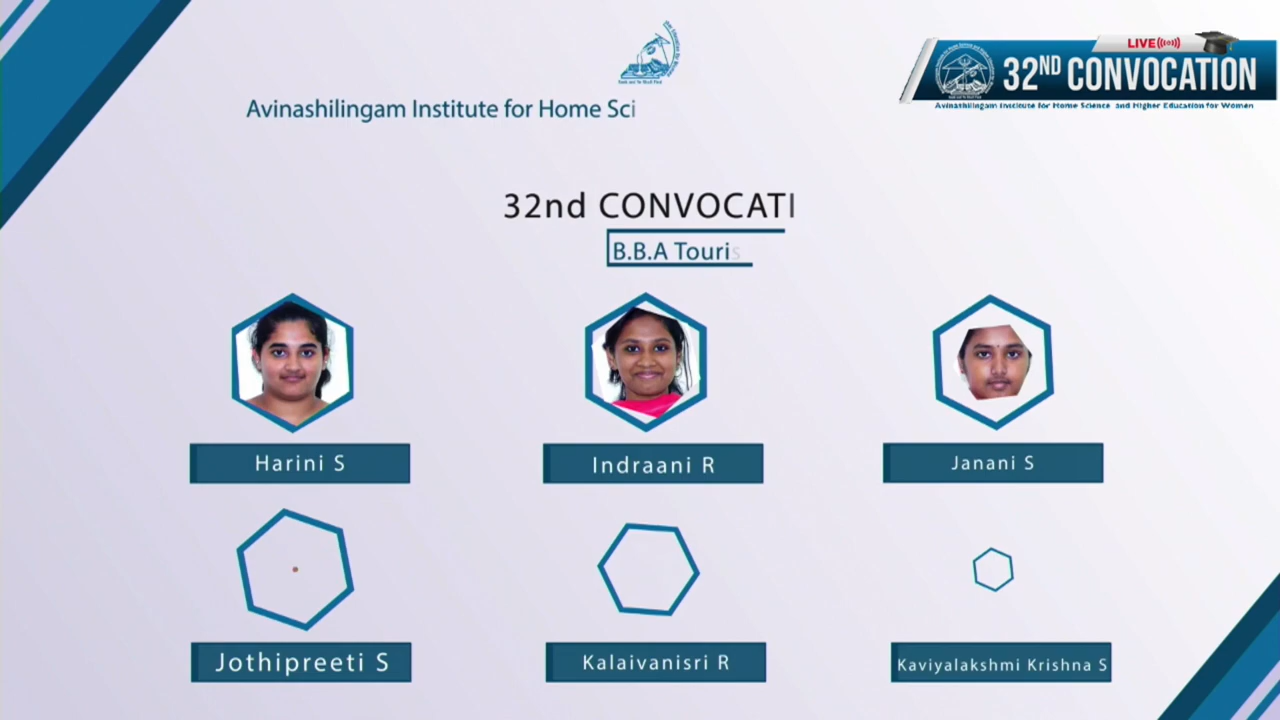 LIVE
32ND CONVOCATION
Avinashilingam Institute for Home Science and Higher Education for Women
Avinashilingam Institute for Home Sci
32nd CONVOCATI
B.B.A Touris
Harini S
Indraani R
Janani S
Jothipreeti S
Kalaivanisri R
Kaviyalakshmi Krishna S